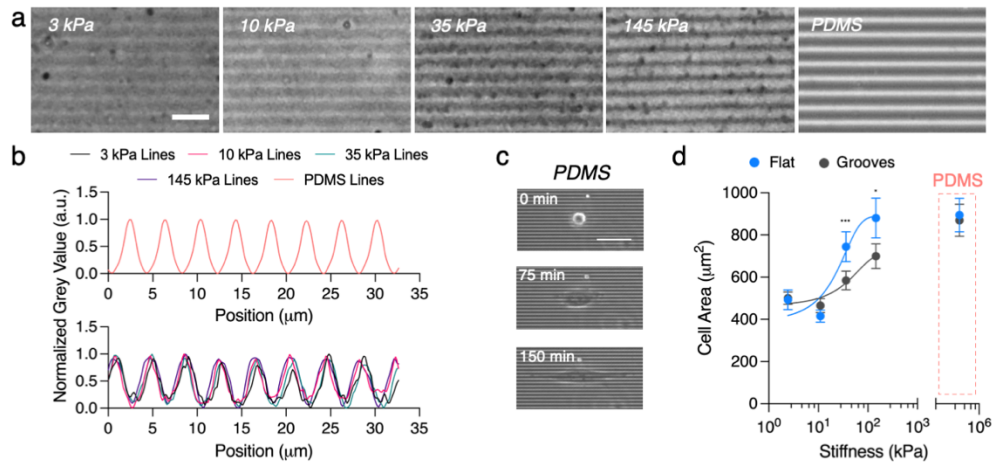 a
3 kPa
10 kPa
35 kPa
145 kPa
PDMS
b
3 kPa Lines
10 kPa Lines
35 kPa Lines
145 kPa Lines
PDMS Lines
Normalized Grey Value (a.u.)
1.5
1.0
0.5
0.0
0 5 10 15 20 25 30 35
Position (μm)
1.5
1.0
0.5
0.0
0 5 10 15 20 25 30 35
Position (μm)
c
PDMS
0 min
75 min
150 min
d
Flat
Grooves
PDMS
Cell Area (μm²)
1000
800
600
400
200
0
***
*
10⁰ 10¹ 10² 10³ 10⁴
Stiffness (kPa)